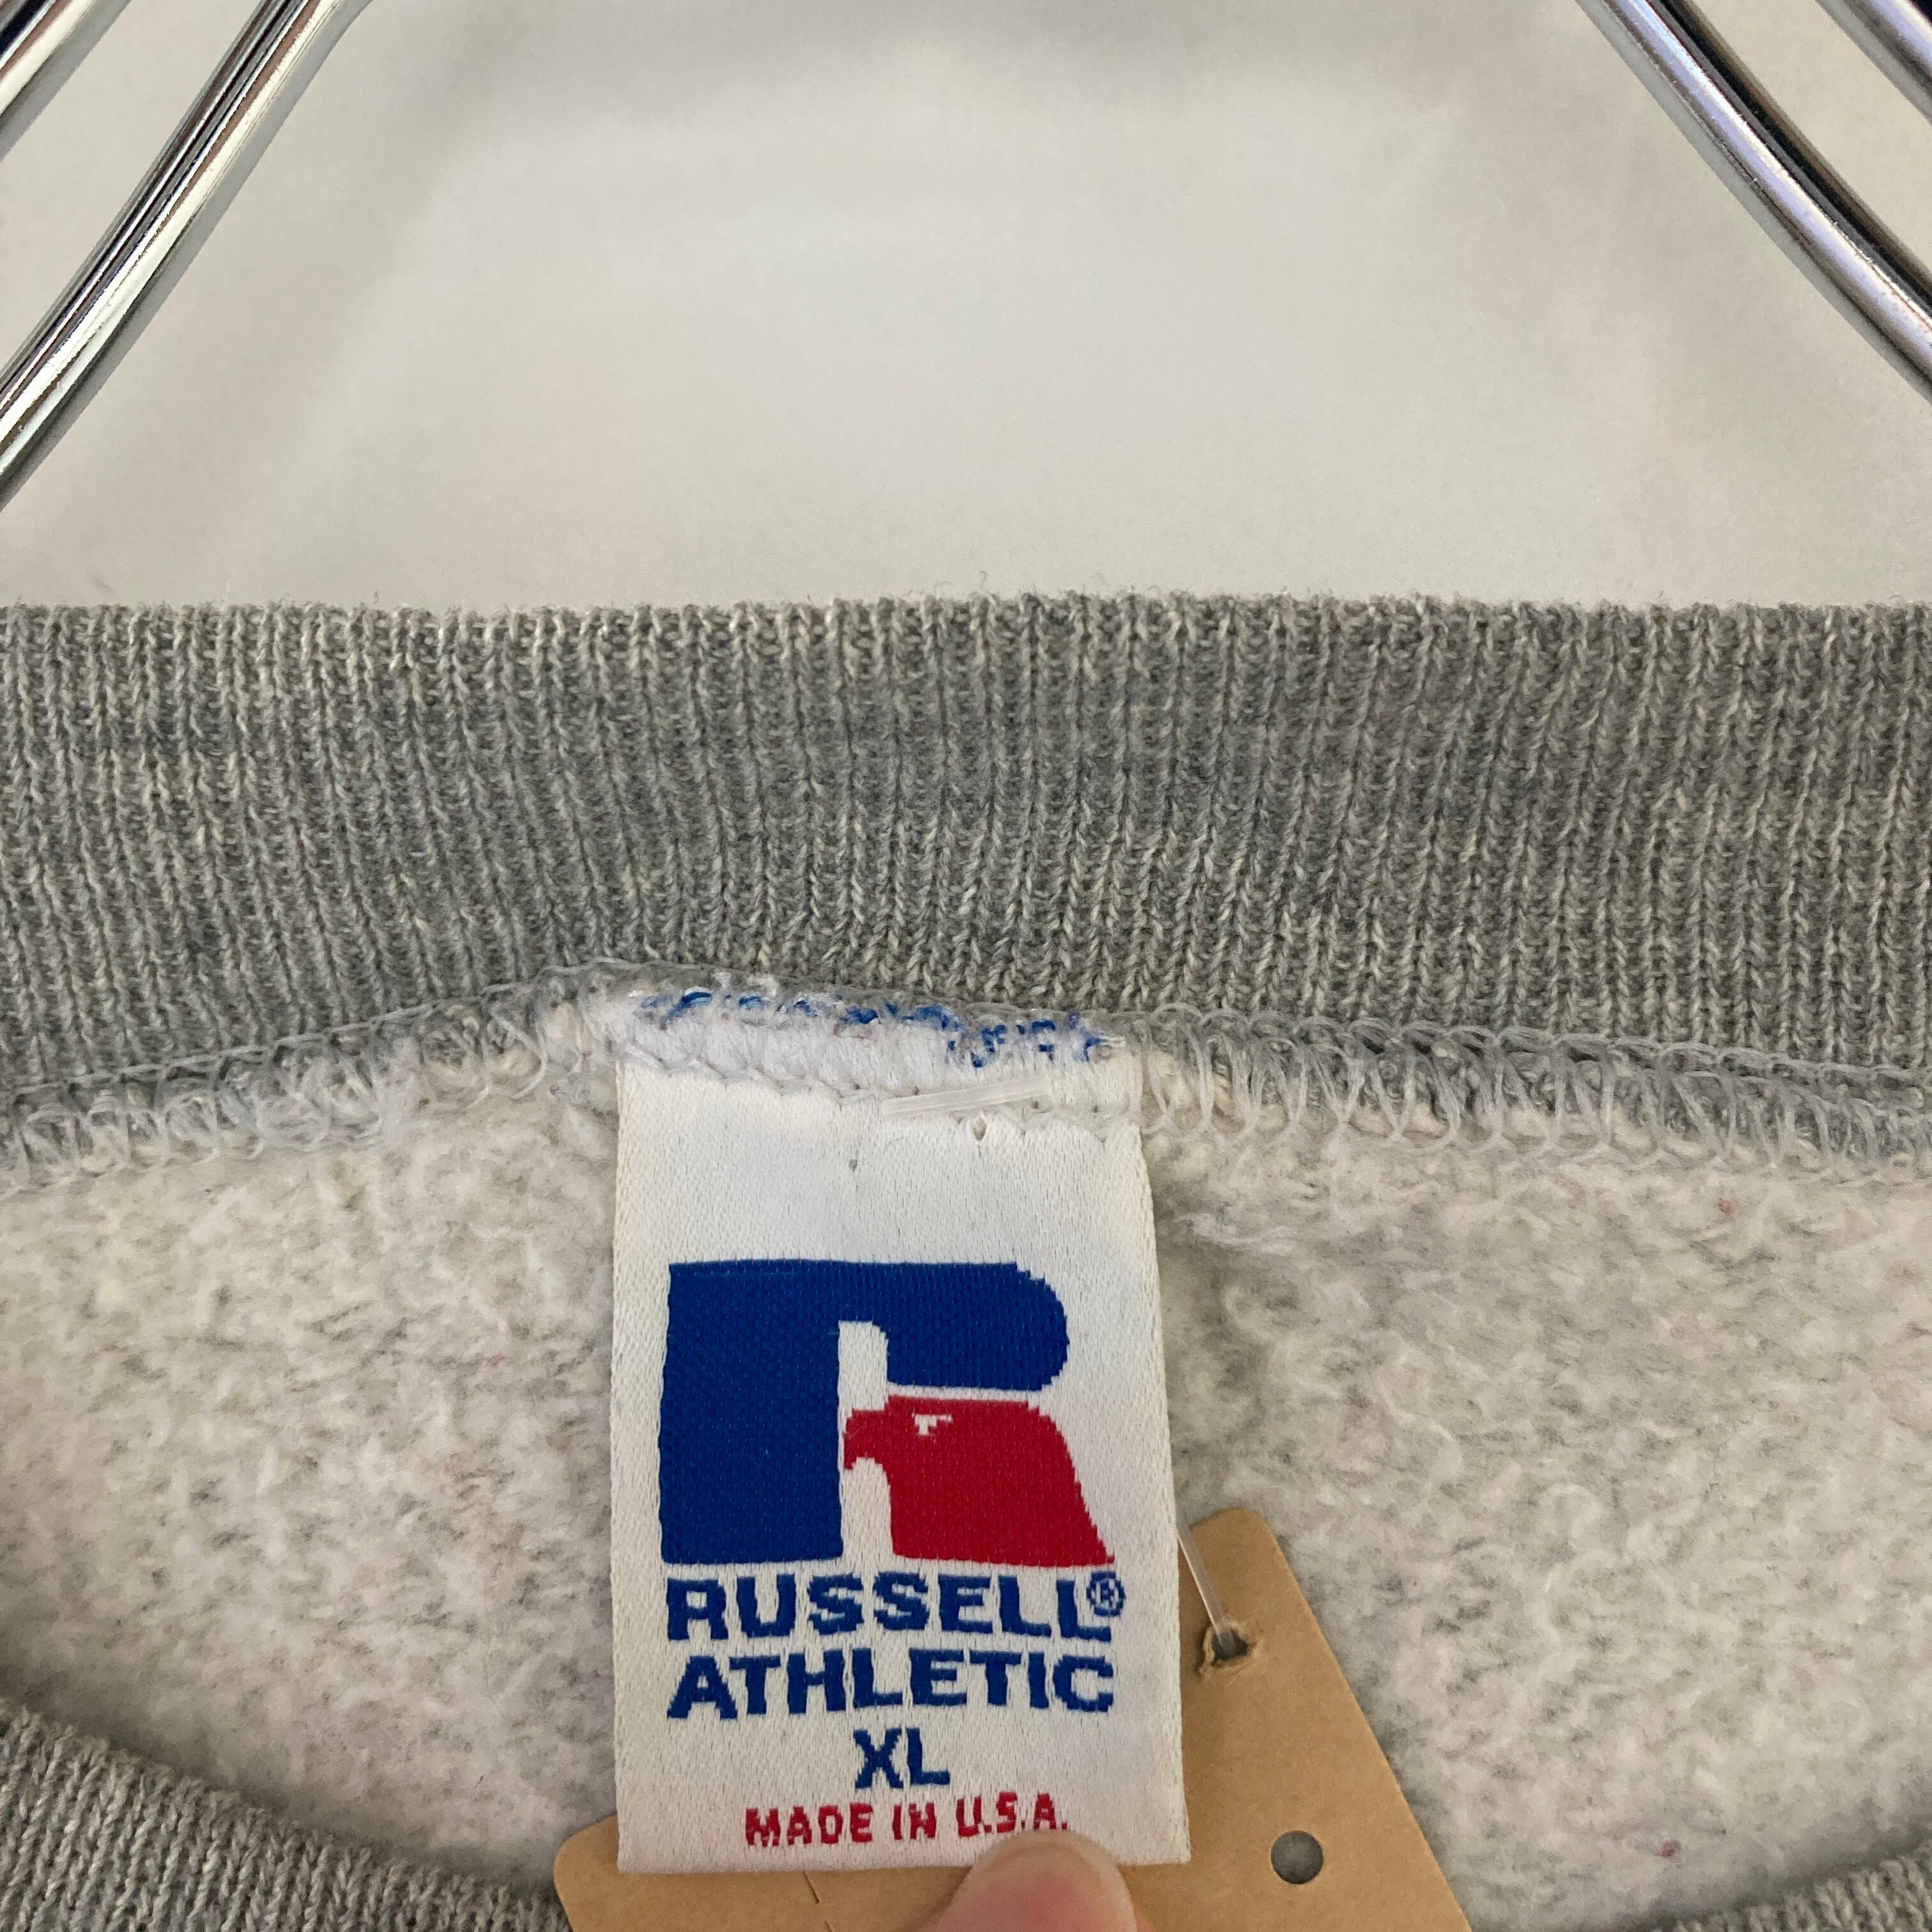 RUSSELL®
ATHLETIC
XL
MADE IN U.S.A.